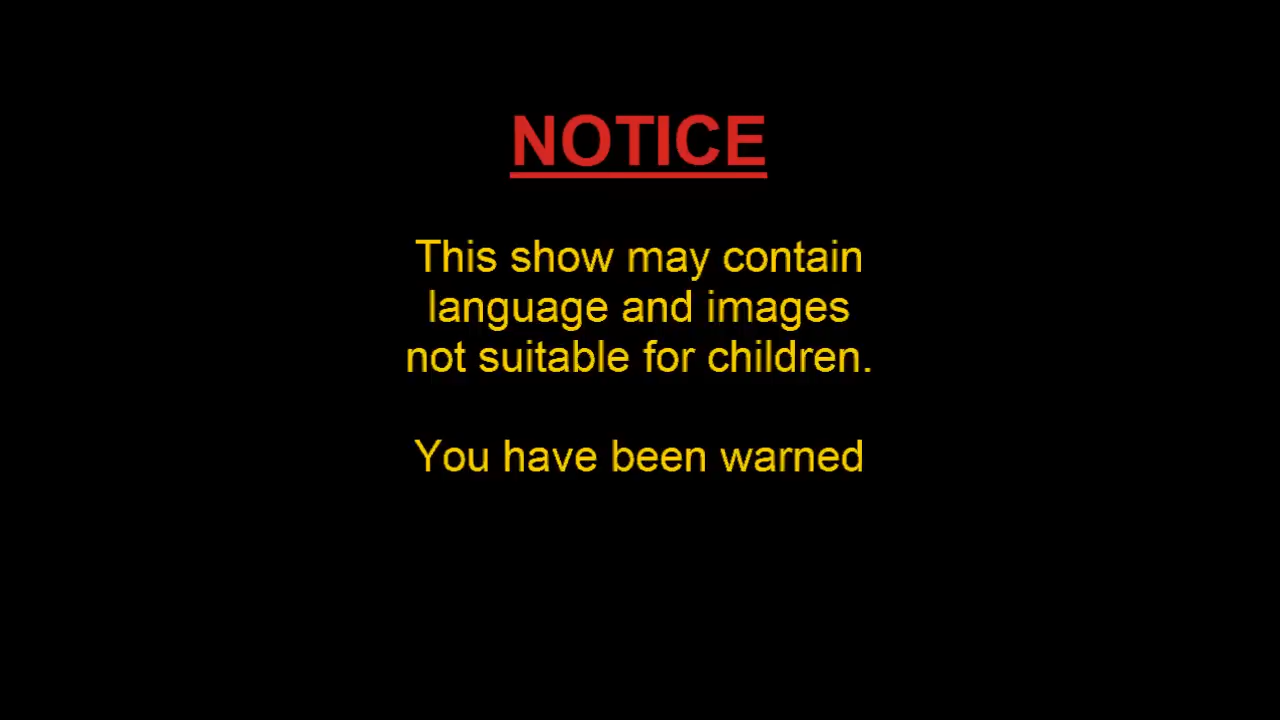 NOTICE
This show may contain
language and images
not suitable for children.
You have been warned